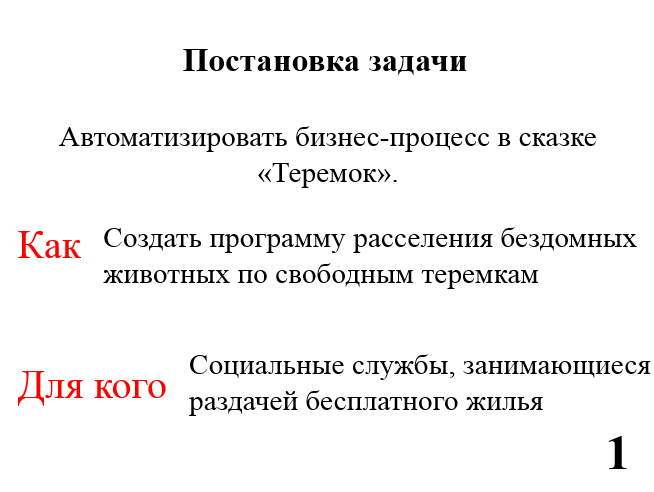 Постановка задачи
Автоматизировать бизнес-процесс в сказке
«Теремок».
Как
Создать программу расселения бездомных
животных по свободным теремкам
Для кого
Социальные службы, занимающиеся
раздачей бесплатного жилья
1